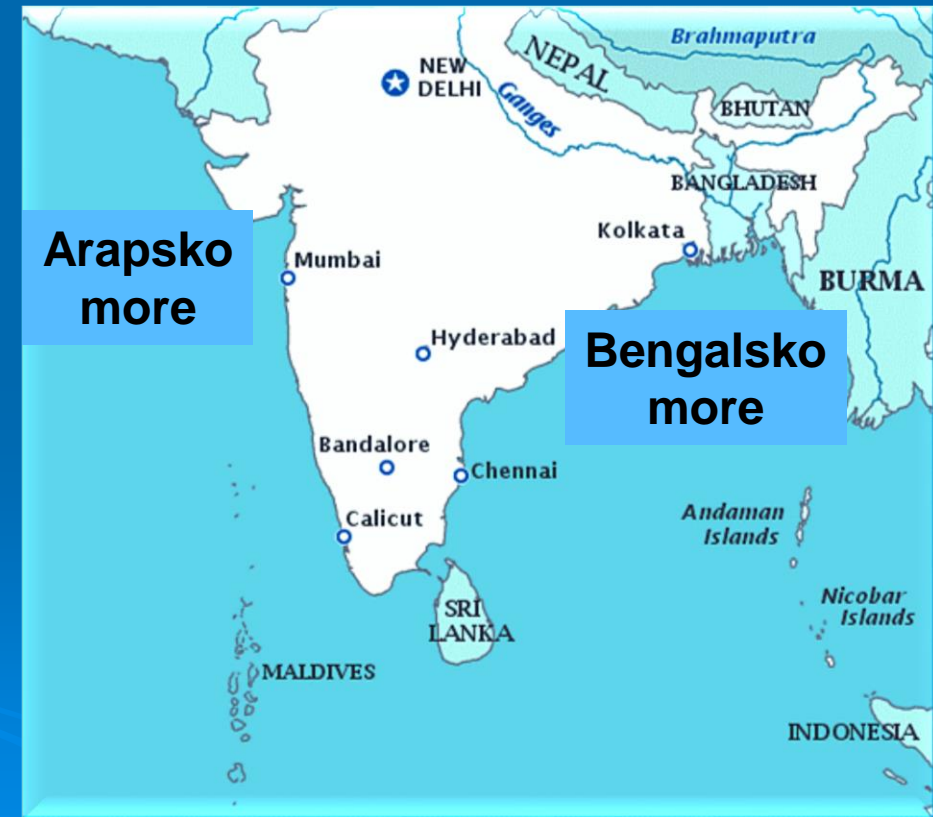 Brahmaputra
NEW
DELHI
NEPAL
Ganges
BHUTAN
BANGLADESH
Arapsko
more
Mumbai
Kolkata
BURMA
Hyderabad
Bengalsko
more
Bandalore
Chennai
Calicut
Andaman
Islands
Nicobar
Islands
SRI
LANKA
MALDIVES
INDONESIA